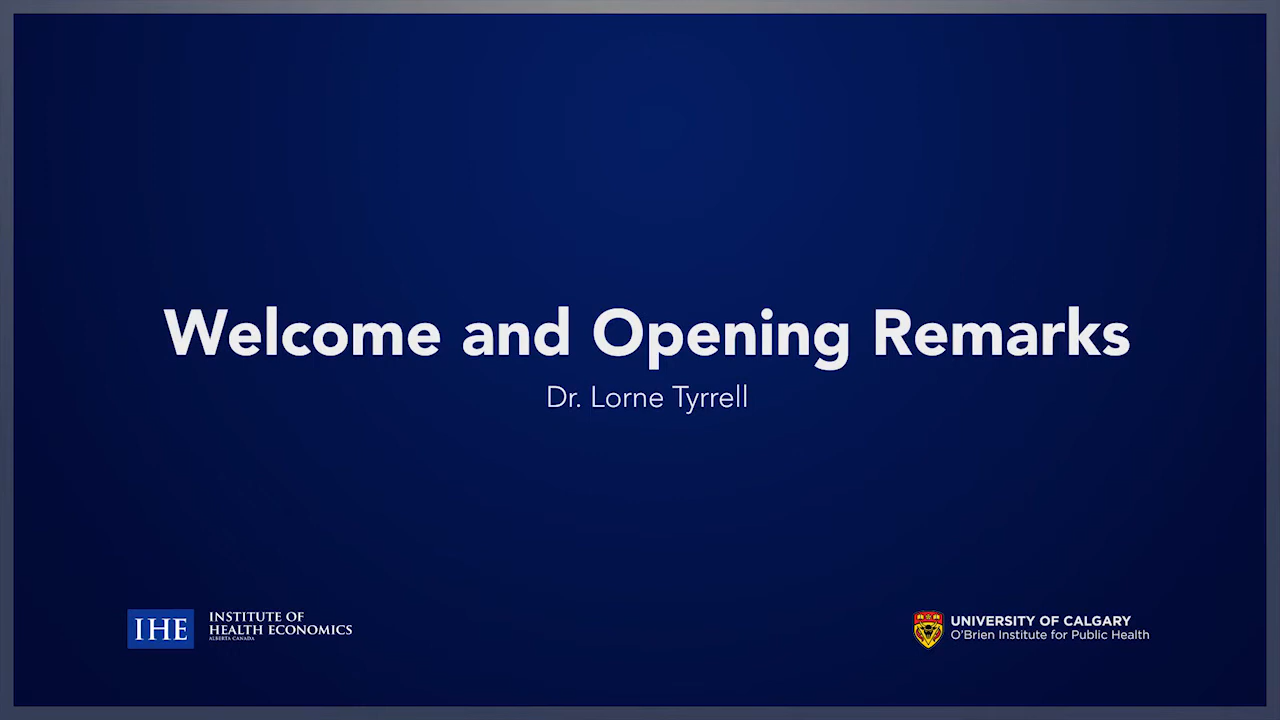 Welcome and Opening Remarks
Dr. Lorne Tyrrell
IHE
INSTITUTE OF
HEALTH ECONOMICS
ALBERTA CANADA
UNIVERSITY OF CALGARY
O'Brien Institute for Public Health